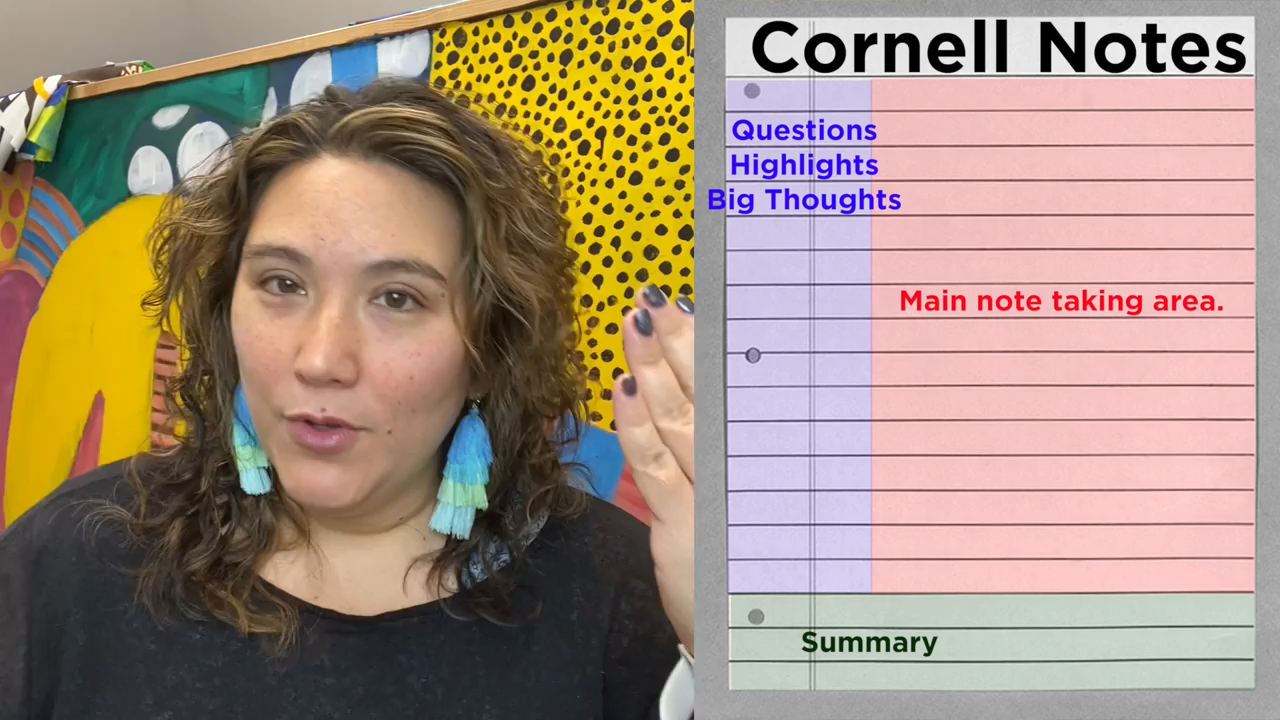 Cornell Notes
Questions
Highlights
Big Thoughts
Main note taking area.
Summary